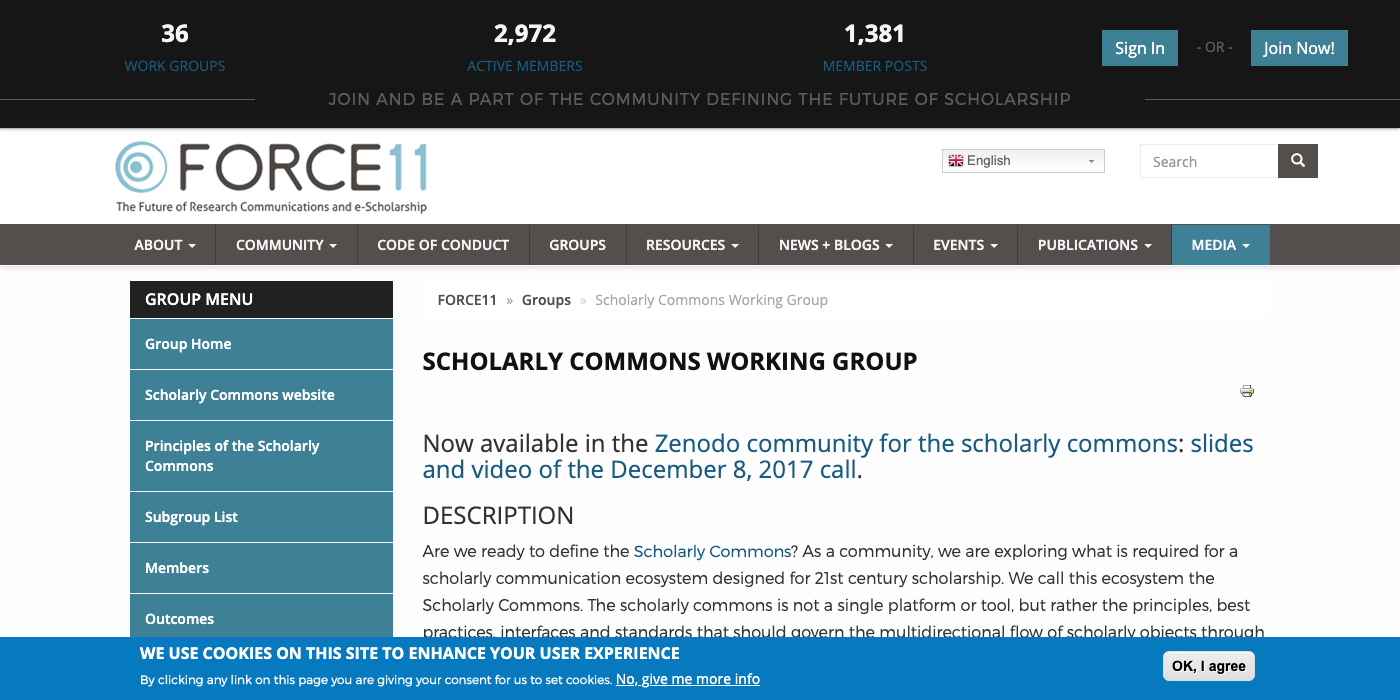 36
WORK GROUPS
2,972
ACTIVE MEMBERS
1,381
MEMBER POSTS
Sign In
- OR -
Join Now!
JOIN AND BE A PART OF THE COMMUNITY DEFINING THE FUTURE OF SCHOLARSHIP
FORCE11
The Future of Research Communications and e-Scholarship
English
Search
ABOUT
COMMUNITY
CODE OF CONDUCT
GROUPS
RESOURCES
NEWS + BLOGS
EVENTS
PUBLICATIONS
MEDIA
GROUP MENU
Group Home
Scholarly Commons website
Principles of the Scholarly
Commons
Subgroup List
Members
Outcomes
FORCE11 » Groups » Scholarly Commons Working Group
SCHOLARLY COMMONS WORKING GROUP
Now available in the Zenodo community for the scholarly commons: slides
and video of the December 8, 2017 call.
DESCRIPTION
Are we ready to define the Scholarly Commons? As a community, we are exploring what is required for a
scholarly communication ecosystem designed for 21st century scholarship. We call this ecosystem the
Scholarly Commons. The scholarly commons is not a single platform or tool, but rather the principles, best
practices, interfaces and standards that should govern the multidirectional flow of scholarly objects through
WE USE COOKIES ON THIS SITE TO ENHANCE YOUR USER EXPERIENCE
By clicking any link on this page you are giving your consent for us to set cookies. No, give me more info
OK, I agree